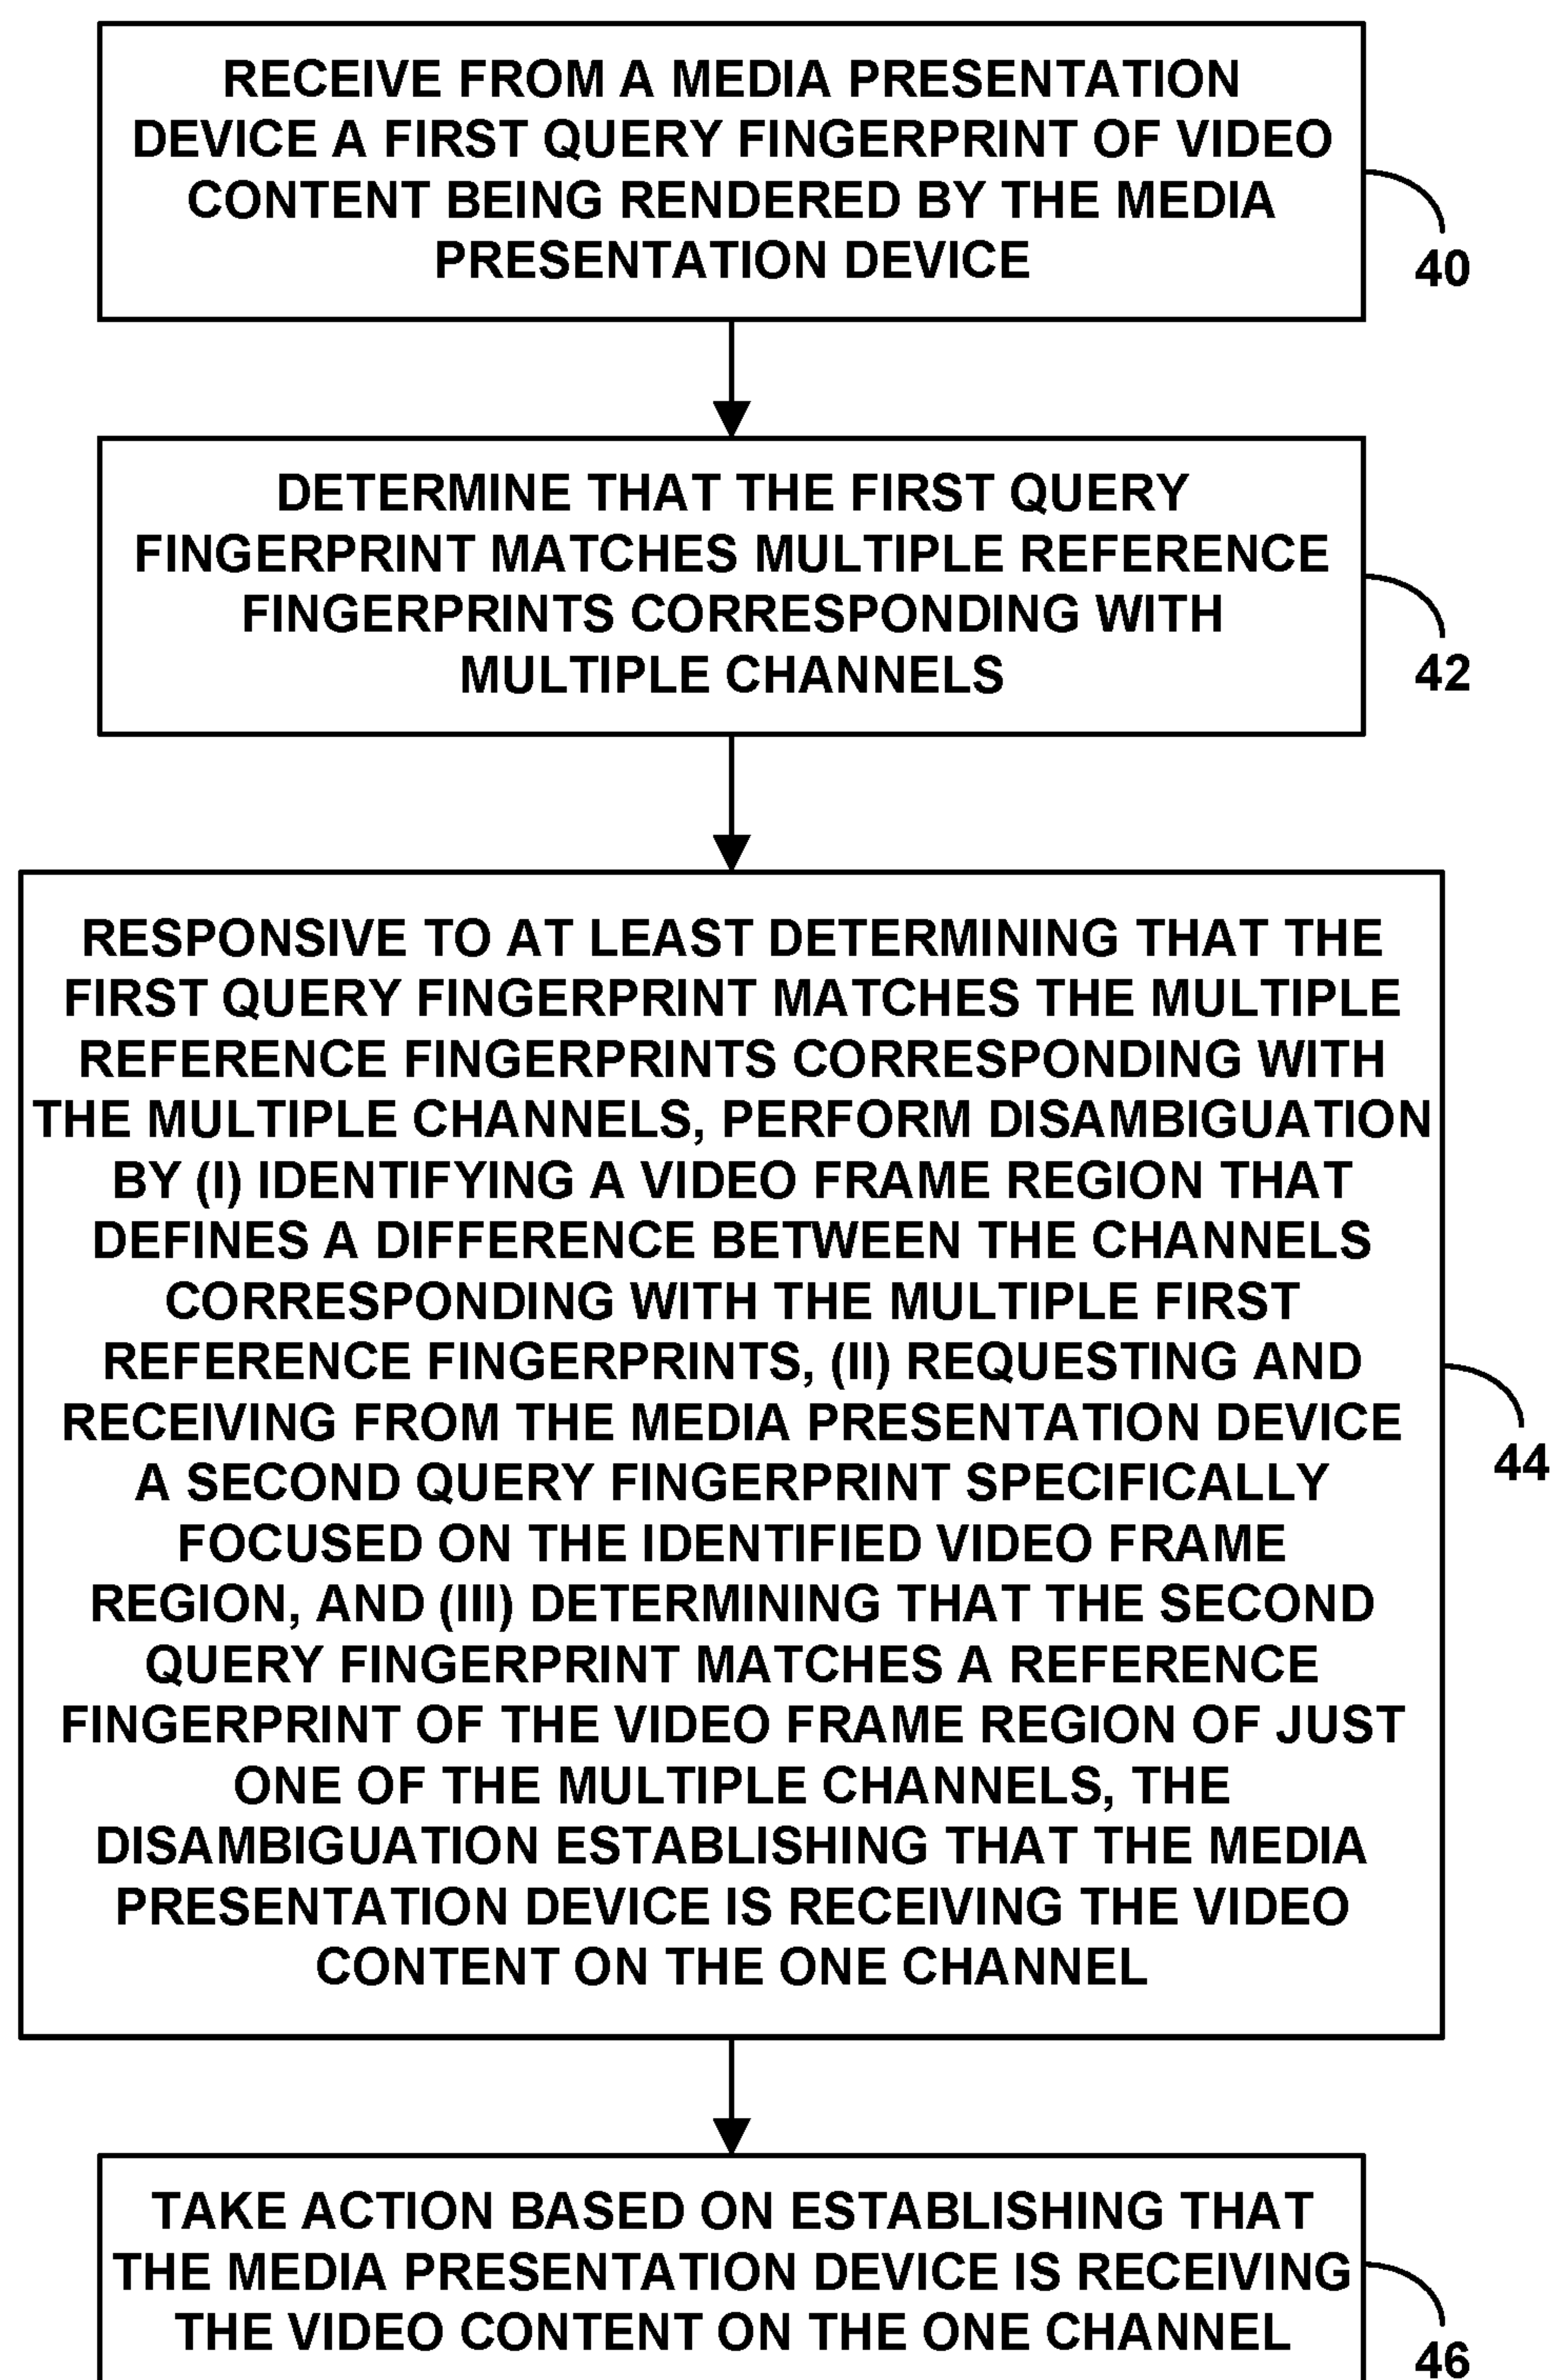 RECEIVE FROM A MEDIA PRESENTATION
DEVICE A FIRST QUERY FINGERPRINT OF VIDEO
CONTENT BEING RENDERED BY THE MEDIA
PRESENTATION DEVICE
40
DETERMINE THAT THE FIRST QUERY
FINGERPRINT MATCHES MULTIPLE REFERENCE
FINGERPRINTS CORRESPONDING WITH
MULTIPLE CHANNELS
42
RESPONSIVE TO AT LEAST DETERMINING THAT THE
FIRST QUERY FINGERPRINT MATCHES THE MULTIPLE
REFERENCE FINGERPRINTS CORRESPONDING WITH
THE MULTIPLE CHANNELS, PERFORM DISAMBIGUATION
BY (I) IDENTIFYING A VIDEO FRAME REGION THAT
DEFINES A DIFFERENCE BETWEEN THE CHANNELS
CORRESPONDING WITH THE MULTIPLE FIRST
REFERENCE FINGERPRINTS, (II) REQUESTING AND
RECEIVING FROM THE MEDIA PRESENTATION DEVICE
A SECOND QUERY FINGERPRINT SPECIFICALLY
FOCUSED ON THE IDENTIFIED VIDEO FRAME
REGION, AND (III) DETERMINING THAT THE SECOND
QUERY FINGERPRINT MATCHES A REFERENCE
FINGERPRINT OF THE VIDEO FRAME REGION OF JUST
ONE OF THE MULTIPLE CHANNELS, THE
DISAMBIGUATION ESTABLISHING THAT THE MEDIA
PRESENTATION DEVICE IS RECEIVING THE VIDEO
CONTENT ON THE ONE CHANNEL
44
TAKE ACTION BASED ON ESTABLISHING THAT
THE MEDIA PRESENTATION DEVICE IS RECEIVING
THE VIDEO CONTENT ON THE ONE CHANNEL
46